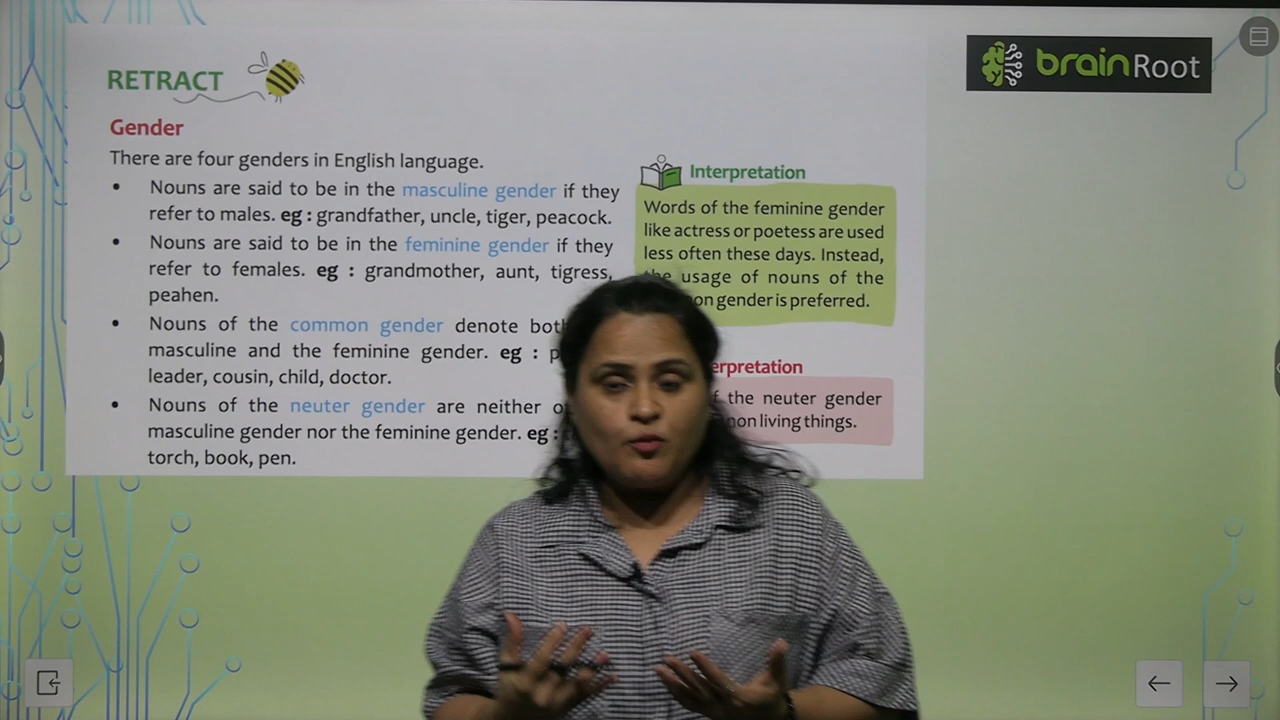 brainRoot
RETRACT
Gender
There are four genders in English language.
• Nouns are said to be in the masculine gender if they
refer to males. eg : grandfather, uncle, tiger, peacock.
• Nouns are said to be in the feminine gender if they
refer to females. eg : grandmother, aunt, tigress,
peahen.
• Nouns of the common gender denote both
masculine and the feminine gender. eg :
leader, cousin, child, doctor.
• Nouns of the neuter gender are neither
masculine gender nor the feminine gender. eg :
torch, book, pen.
Interpretation
Words of the feminine gender
like actress or poetess are used
less often these days. Instead,
the usage of nouns of the
gender is preferred.
erpretation
the neuter gender
non living things.